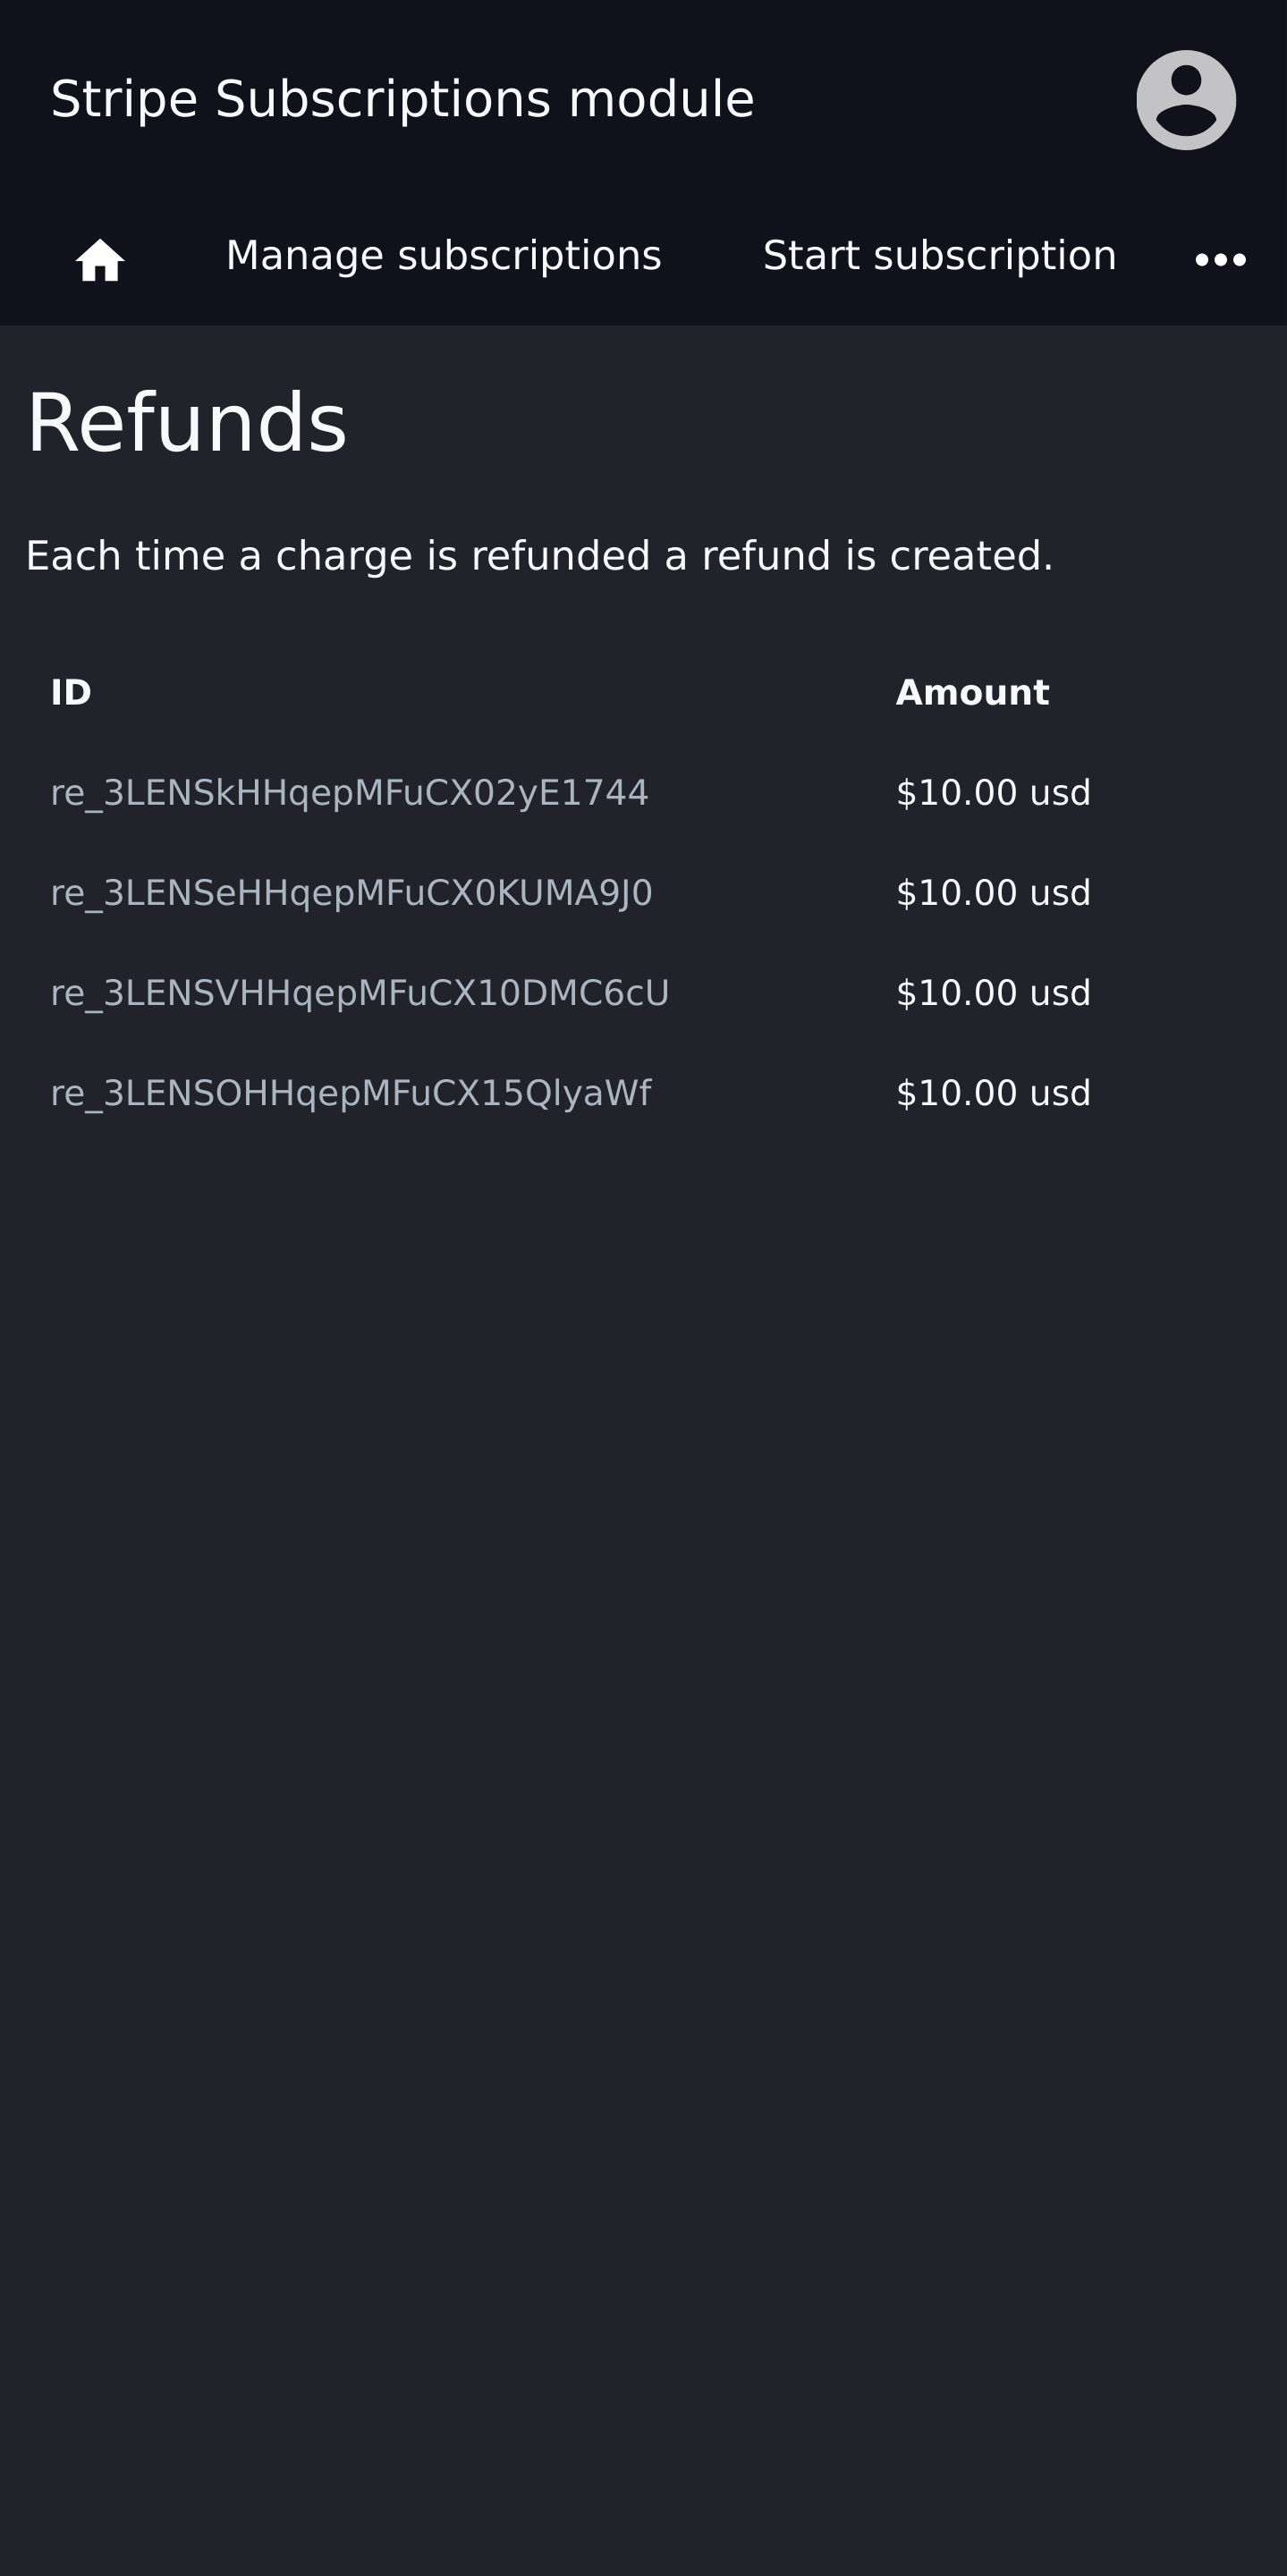 Stripe Subscriptions module
Manage subscriptions Start subscription
Refunds
Each time a charge is refunded a refund is created.
ID Amount
re_3LENSkHHqepMFuCX02yE1744 $10.00 usd
re_3LENSeHHqepMFuCX0KUMA9J0 $10.00 usd
re_3LENSVHHqepMFuCX10DMC6cU $10.00 usd
re_3LENSOHHqepMFuCX15QlyaWf $10.00 usd